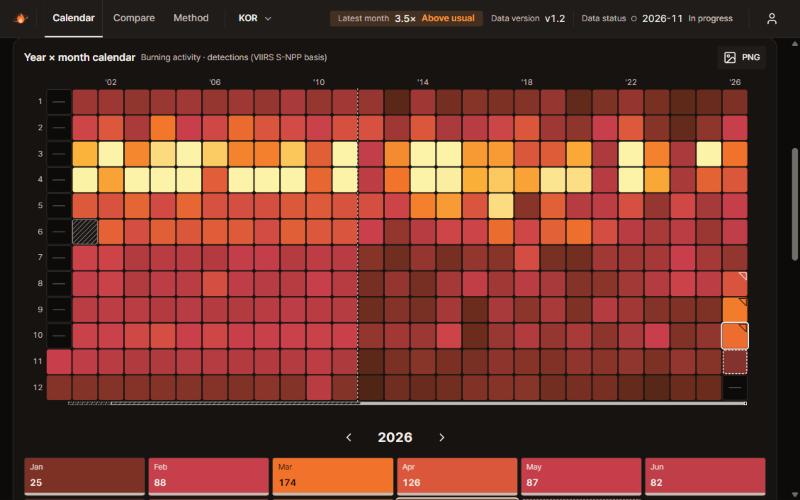 Calendar Compare Method KOR Latest month 3.5× Above usual Data version v1.2 Data status 2026-11 In progress
Year × month calendar Burning activity · detections (VIIRS S-NPP basis) PNG
'02 '06 '10 '14 '18 '22 '26
1
2
3
4
5
6
7
8
9
10
11
12
2026
Jan Feb Mar Apr May Jun
25 88 174 126 87 82